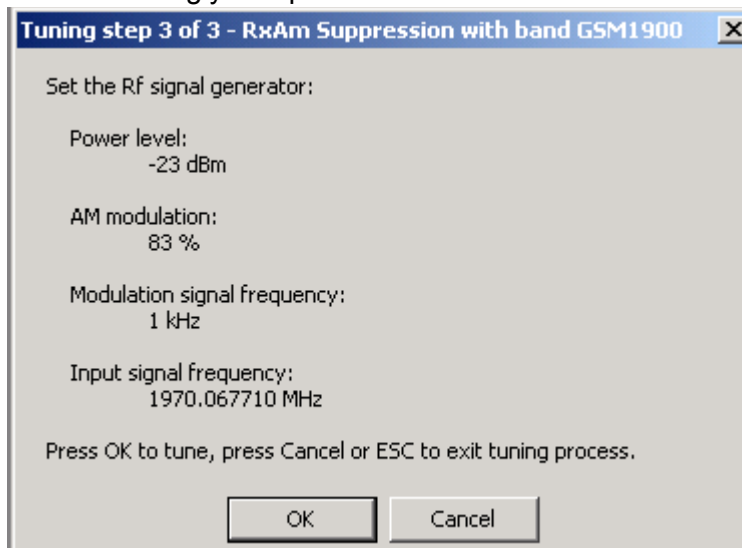 Tuning step 3 of 3 - RxAm Suppression with band GSM1900
Set the Rf signal generator:
Power level:
-23 dBm
AM modulation:
83 %
Modulation signal frequency:
1 kHz
Input signal frequency:
1970.067710 MHz
Press OK to tune, press Cancel or ESC to exit tuning process.
OK
Cancel